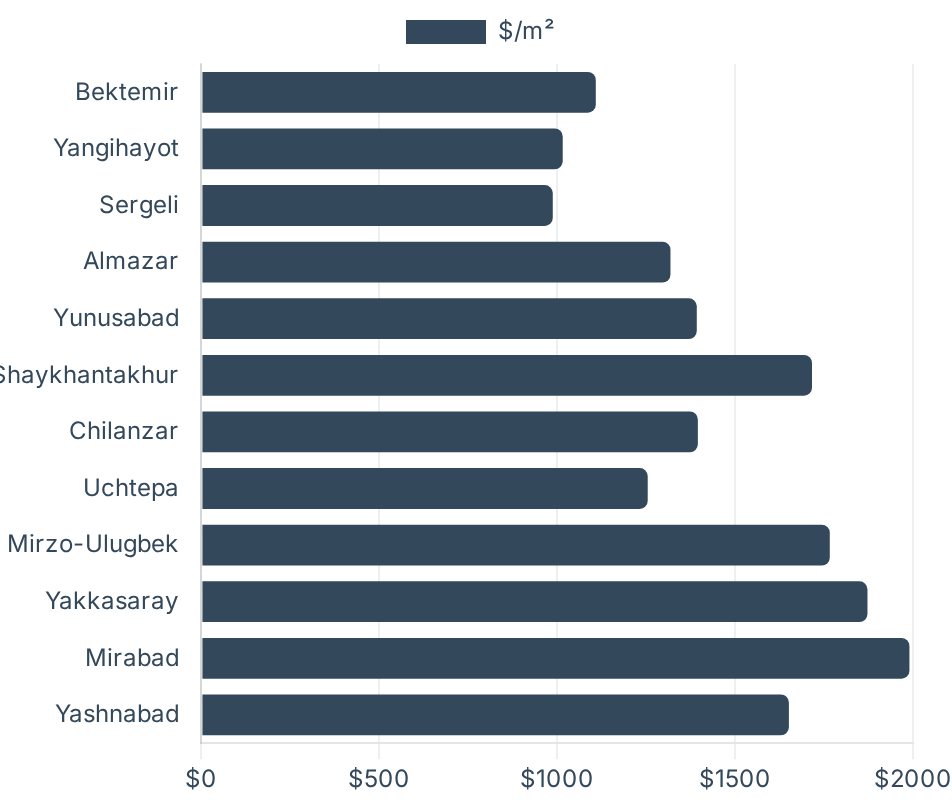 $/m²
Bektemir
Yangihayot
Sergeli
Almazar
Yunusabad
Shaykhantakhur
Chilanzar
Uchtepa
Mirzo-Ulugbek
Yakkasaray
Mirabad
Yashnabad
$0 $500 $1000 $1500 $2000